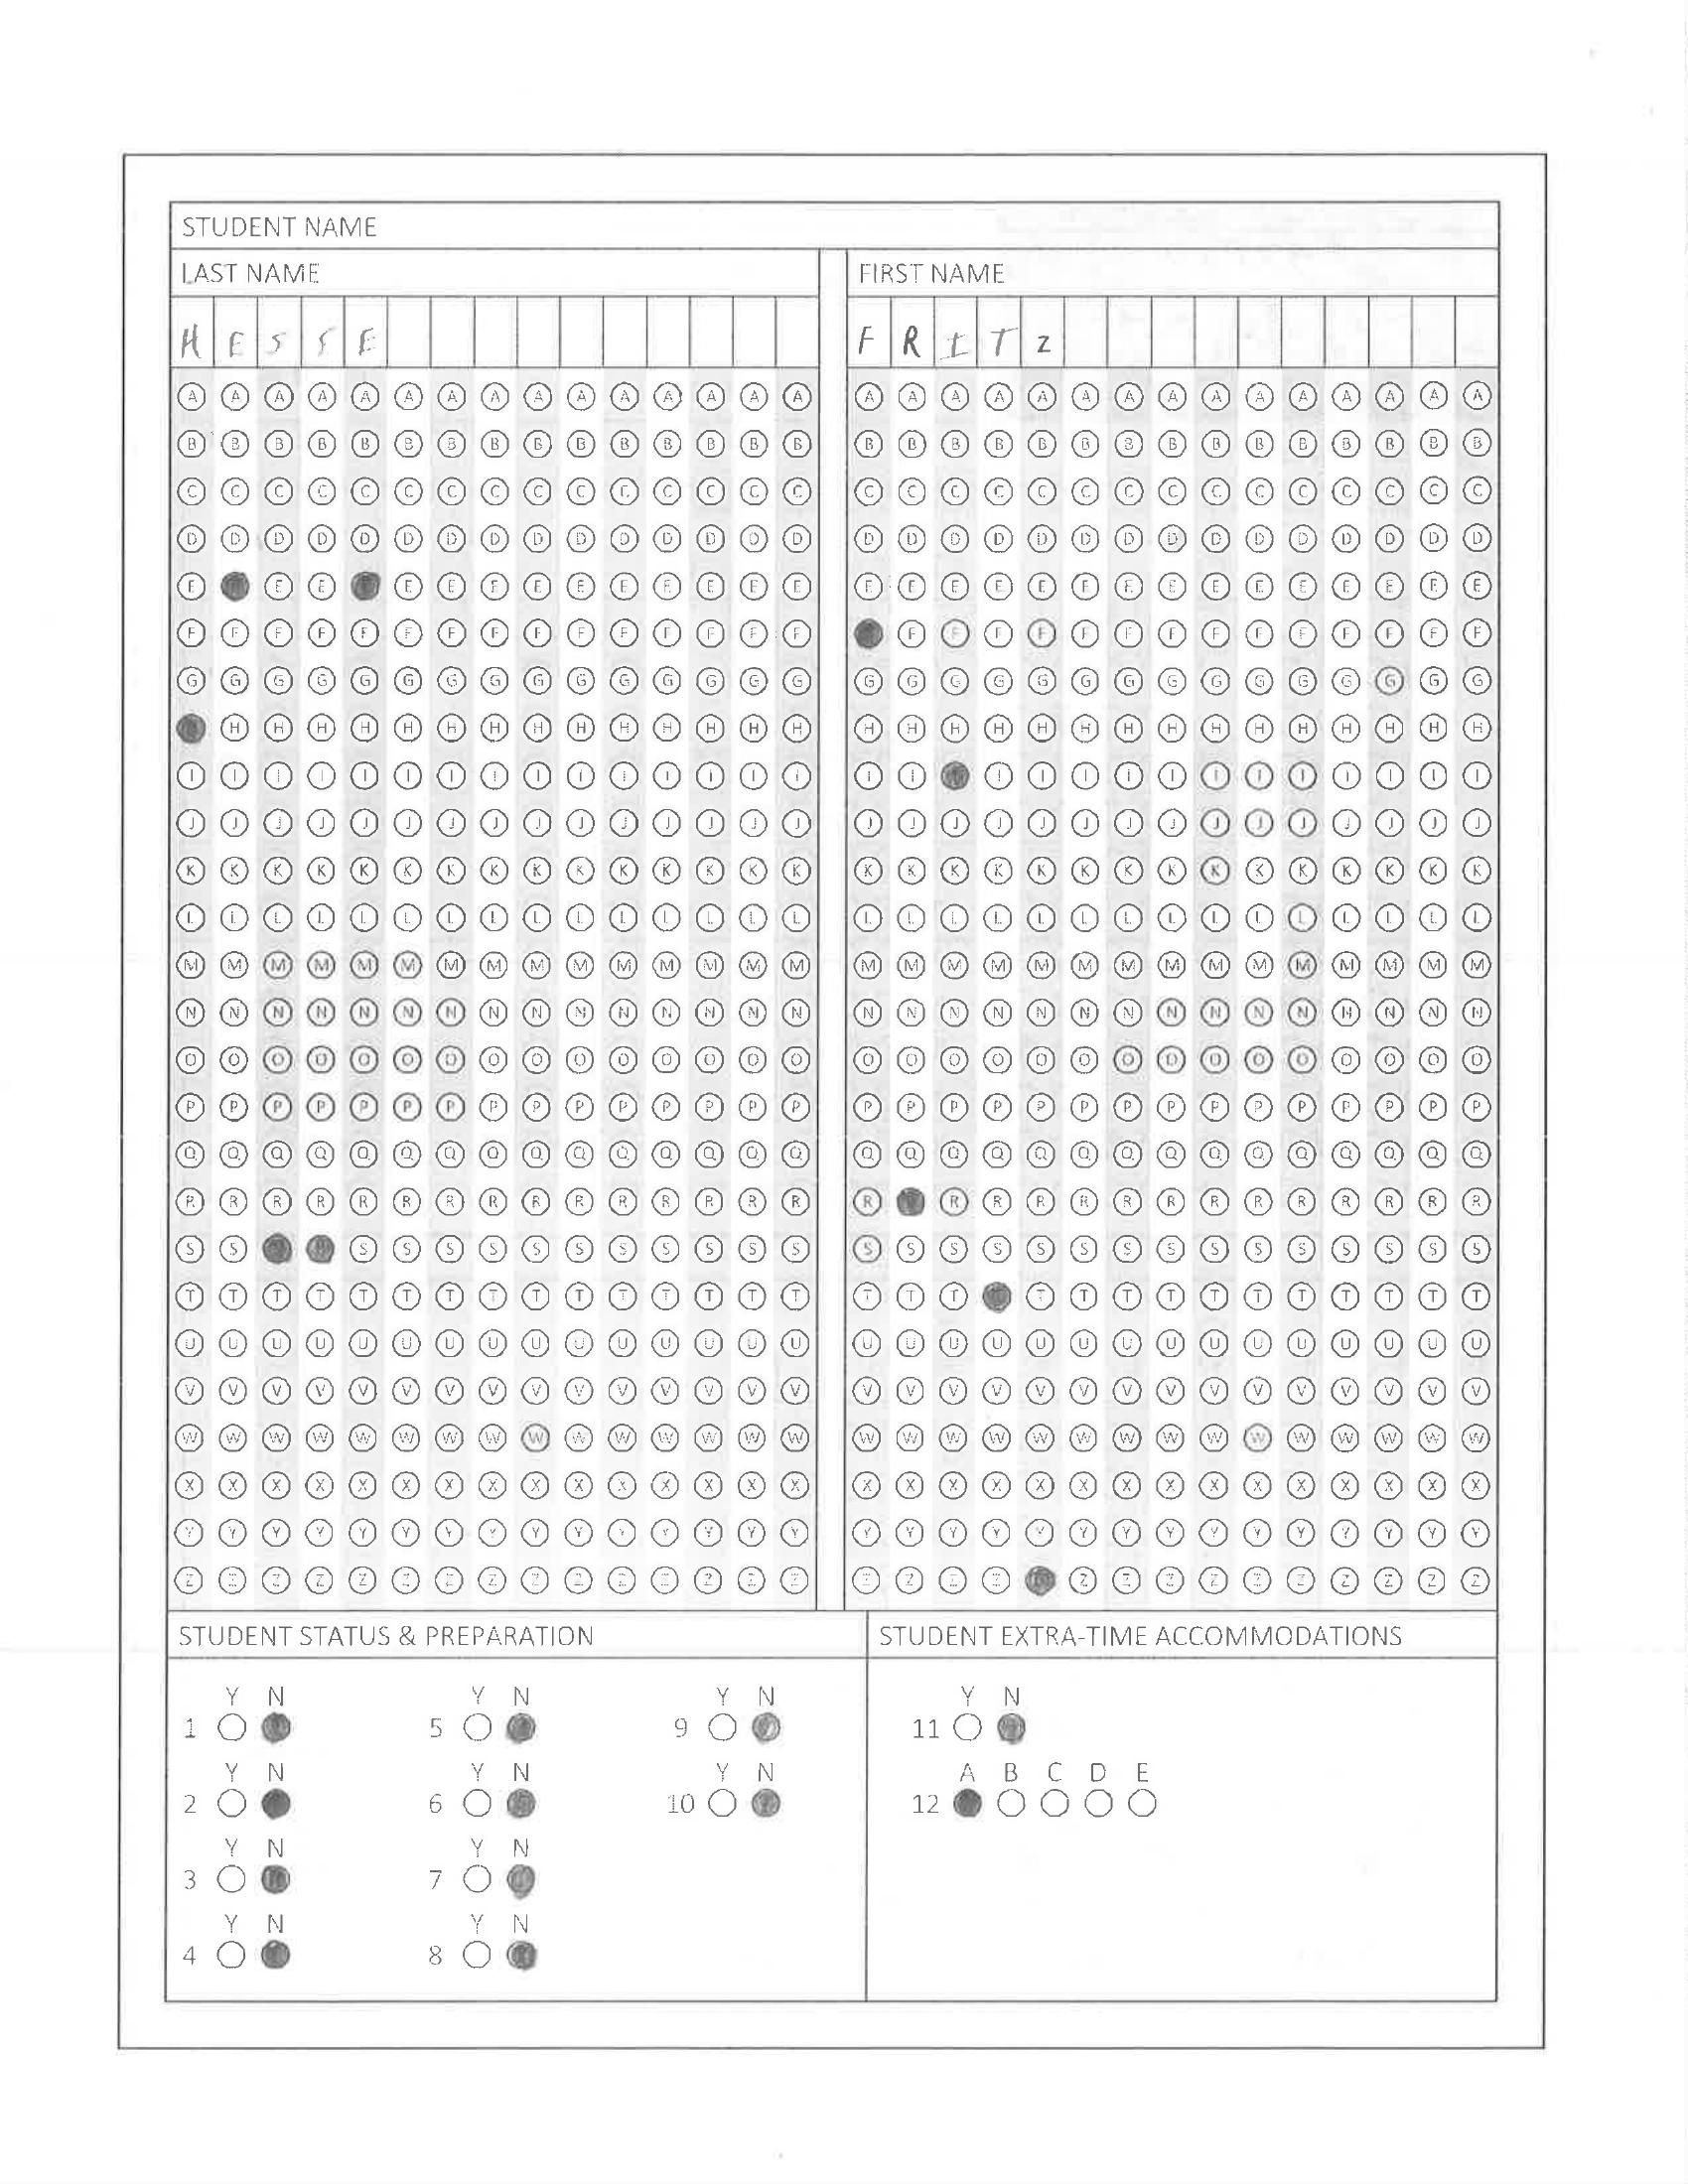 STUDENT NAME
LAST NAME FIRST NAME
H E S S E F R I T Z
A A A A A A A A A A A A A A A A A A A A A A A A A A A A A A
B B B B B B B B B B B B B B B B B B B B B B B B B B B B B B
C C C C C C C C C C C C C C C C C C C C C C C C C C C C C C
D D D D D D D D D D D D D D D D D D D D D D D D D D D D D D
E E E E E E E E E E E E E E E E E E E E E E E E E E E E
F F F F F F F F F F F F F F F F F F F F F F F F F F F F F
G G G G G G G G G G G G G G G G G G G G G G G G G G G G G G
H H H H H H H H H H H H H H H H H H H H H H H H H H H H H
I I I I I I I I I I I I I I I I I I I I I I I I I I I I I
J J J J J J J J J J J J J J J J J J J J J J J J J J J J J J
K K K K K K K K K K K K K K K K K K K K K K K K K K K K K K
L L L L L L L L L L L L L L L L L L L L L L L L L L L L L L
M M M M M M M M M M M M M M M M M M M M M M M M M M M M M M
N N N N N N N N N N N N N N N N N N N N N N N N N N N N N N
O O O O O O O O O O O O O O O O O O O O O O O O O O O O O O
P P P P P P P P P P P P P P P P P P P P P P P P P P P P P P
Q Q Q Q Q Q Q Q Q Q Q Q Q Q Q Q Q Q Q Q Q Q Q Q Q Q Q Q Q Q
R R R R R R R R R R R R R R R R R R R R R R R R R R R R R
S S S S S S S S S S S S S S S S S S S S S S S S S S S S
T T T T T T T T T T T T T T T T T T T T T T T T T T T T T
U U U U U U U U U U U U U U U U U U U U U U U U U U U U U U
V V V V V V V V V V V V V V V V V V V V V V V V V V V V V V
W W W W W W W W W W W W W W W W W W W W W W W W W W W W W W
X X X X X X X X X X X X X X X X X X X X X X X X X X X X X X
Y Y Y Y Y Y Y Y Y Y Y Y Y Y Y Y Y Y Y Y Y Y Y Y Y Y Y Y Y Y
Z Z Z Z Z Z Z Z Z Z Z Z Z Z Z Z Z Z Z Z Z Z Z Z Z Z Z Z Z
STUDENT STATUS & PREPARATION STUDENT EXTRA-TIME ACCOMMODATIONS
Y N Y N Y N Y N
1 5 9 11
Y N Y N Y N A B C D E
2 6 10 12
Y N Y N
3 7
Y N Y N
4 8